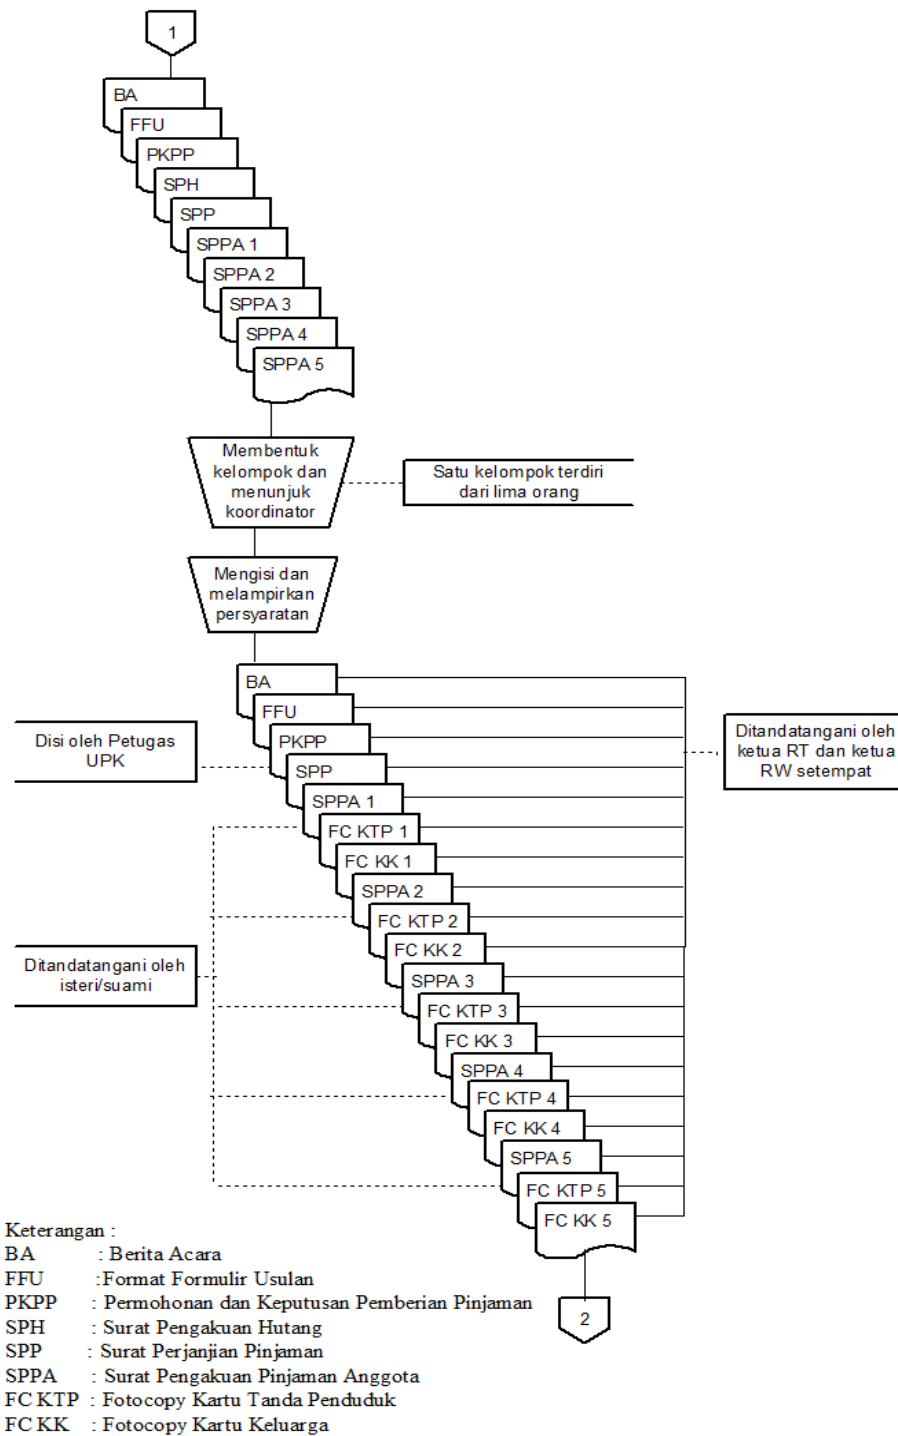 1
BA
FFU
PKPP
SPH
SPP
SPPA 1
SPPA 2
SPPA 3
SPPA 4
SPPA 5
Membentuk
kelompok dan
menunjuk
koordinator
Satu kelompok terdiri
dari lima orang
Mengisi dan
melampirkan
persyaratan
BA
FFU
PKPP
SPP
SPPA 1
FC KTP 1
FC KK 1
SPPA 2
FC KTP 2
FC KK 2
SPPA 3
FC KTP 3
FC KK 3
SPPA 4
FC KTP 4
FC KK 4
SPPA 5
FC KTP 5
FC KK 5
Disi oleh Petugas
UPK
Ditandatangani oleh
ketua RT dan ketua
RW setempat
Ditandatangani oleh
isteri/suami
2
Keterangan :
BA : Berita Acara
FFU :Format Formulir Usulan
PKPP : Permohonan dan Keputusan Pemberian Pinjaman
SPH : Surat Pengakuan Hutang
SPP : Surat Perjanjian Pinjaman
SPPA : Surat Pengakuan Pinjaman Anggota
FC KTP : Fotocopy Kartu Tanda Penduduk
FC KK : Fotocopy Kartu Keluarga